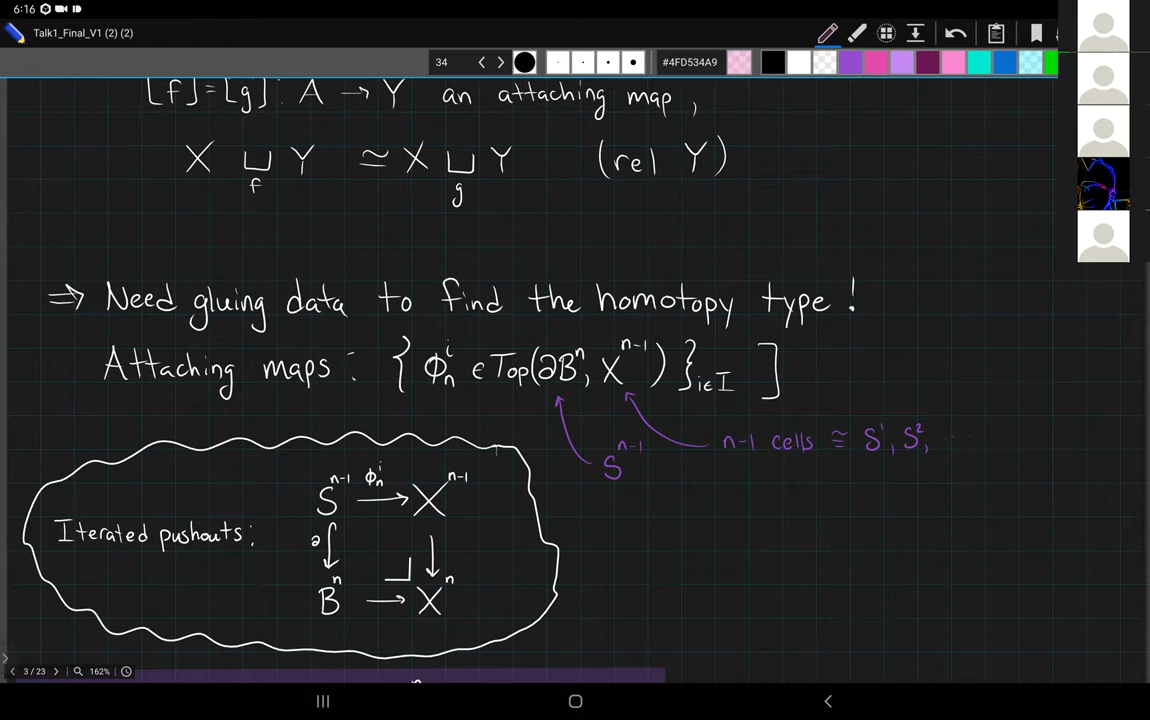 6:16
Talk1_Final_V1 (2) (2)
34
#4FD534A9
[f]=[g] : A → Y an attaching map,
X ⊔_f Y ≃ X ⊔_g Y (rel Y)
⇒ Need gluing data to find the homotopy type!
Attaching maps : { ϕ_n^i ∈ Top(∂B^n, X^{n-1}) }_{i∈I} ]
S^{n-1}
n-1 cells ≅ S^1, S^2, ...
S^{n-1} ϕ_n^i → X^{n-1}
Iterated pushouts:
∂
B^n → X^n
3 / 23
162%